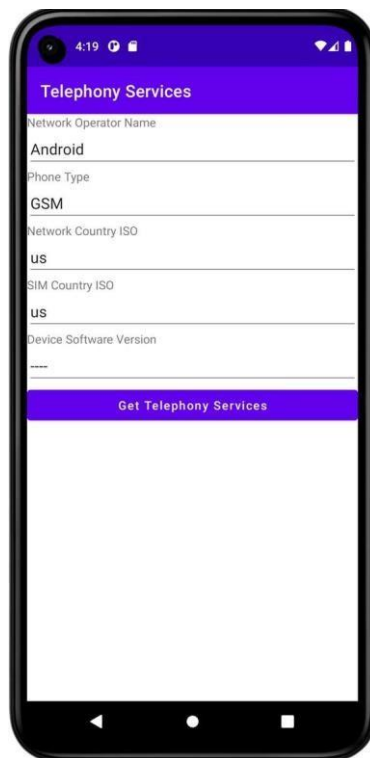 4:19
Telephony Services
Network Operator Name
Android
Phone Type
GSM
Network Country ISO
us
SIM Country ISO
us
Device Software Version
----
Get Telephony Services